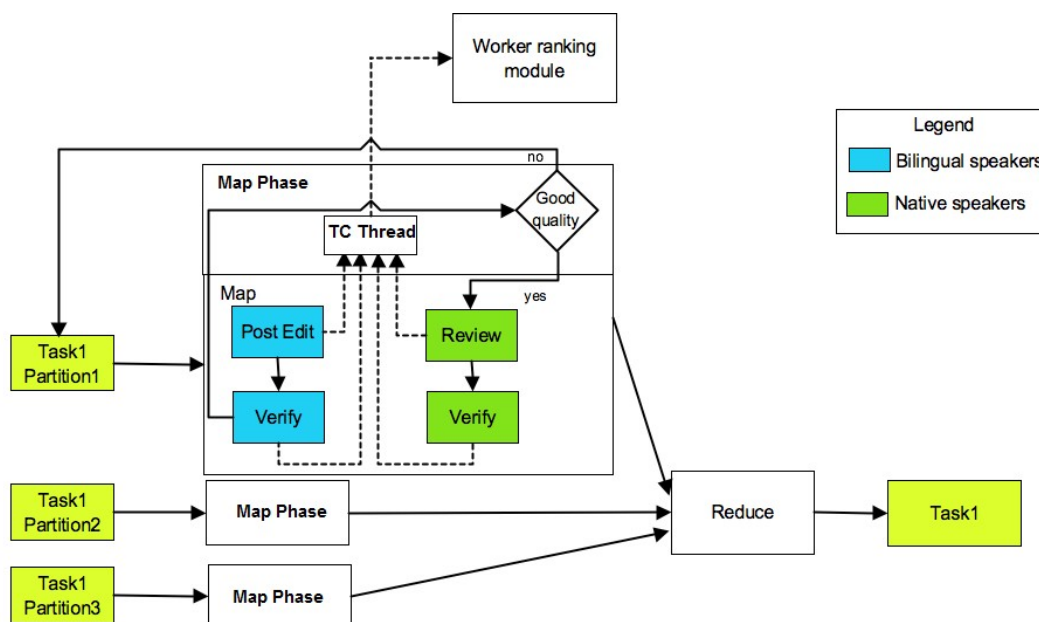 Worker ranking
module
Legend
Bilingual speakers
Native speakers
no
Map Phase
Good
quality
TC Thread
yes
Map
Post Edit
Review
Task1
Partition1
Verify
Verify
Task1
Partition2
Map Phase
Reduce
Task1
Task1
Partition3
Map Phase